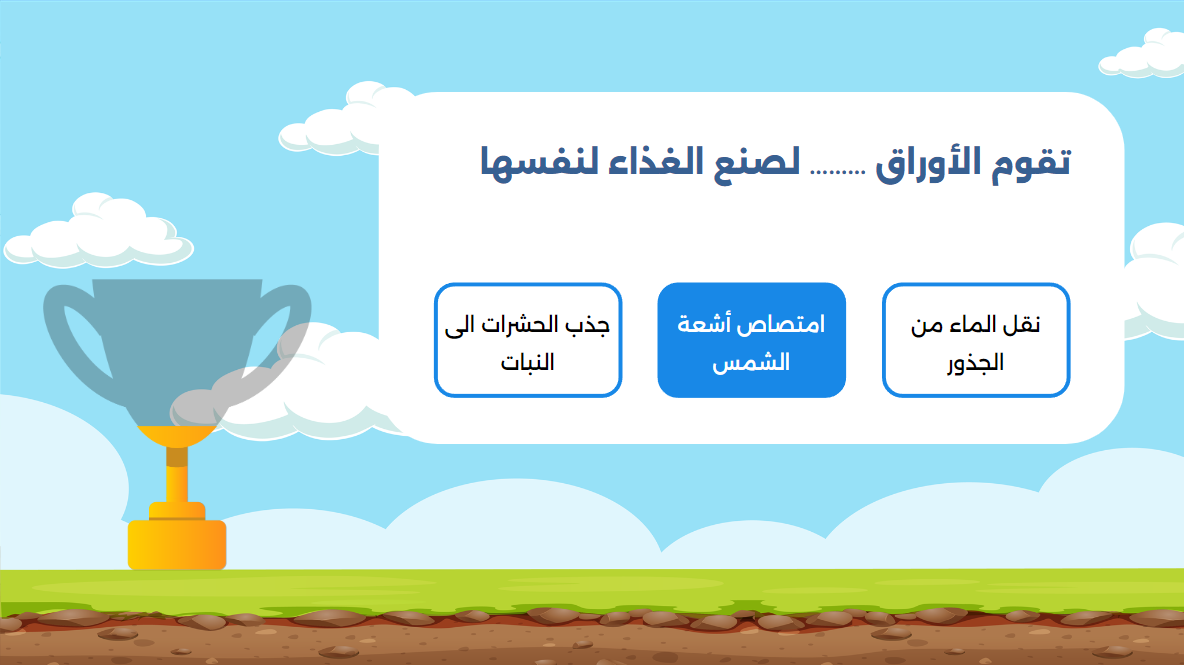 تقوم الأوراق ......... لصنع الغذاء لنفسها
نقل الماء من
الجذور
امتصاص أشعة
الشمس
جذب الحشرات الى
النبات